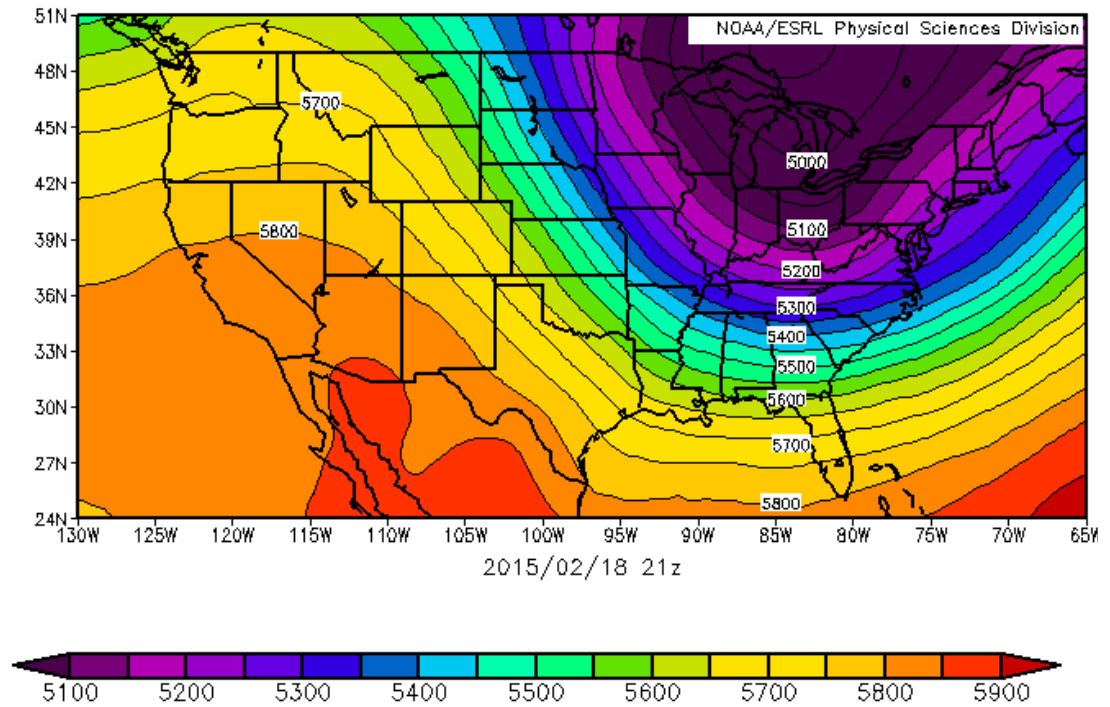 51N
NOAA/ESRL Physical Sciences Division
48N
5700
45N
5000
42N
5800
5100
39N
5200
36N
5300
5400
33N
5500
5600
30N
5700
27N
5800
24N
130W 125W 120W 115W 110W 105W 100W 95W 90W 85W 80W 75W 70W 65W
2015/02/18 21z
5100 5200 5300 5400 5500 5600 5700 5800 5900